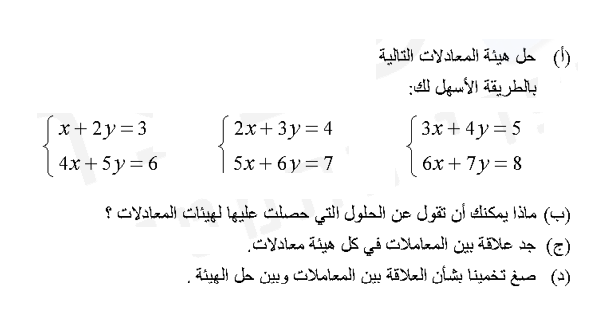 (أ) حل هيئة المعادلات التالية
بالطريقة الأسهل لك:
{ x + 2y = 3 { 2x + 3y = 4 { 3x + 4y = 5
{ 4x + 5y = 6 { 5x + 6y = 7 { 6x + 7y = 8
(ب) ماذا يمكنك أن تقول عن الحلول التي حصلت عليها لهيئات المعادلات ؟
(ج) جد علاقة بين المعاملات في كل هيئة معادلات.
(د) صغ تخمينا بشأن العلاقة بين المعاملات وبين حل الهيئة .